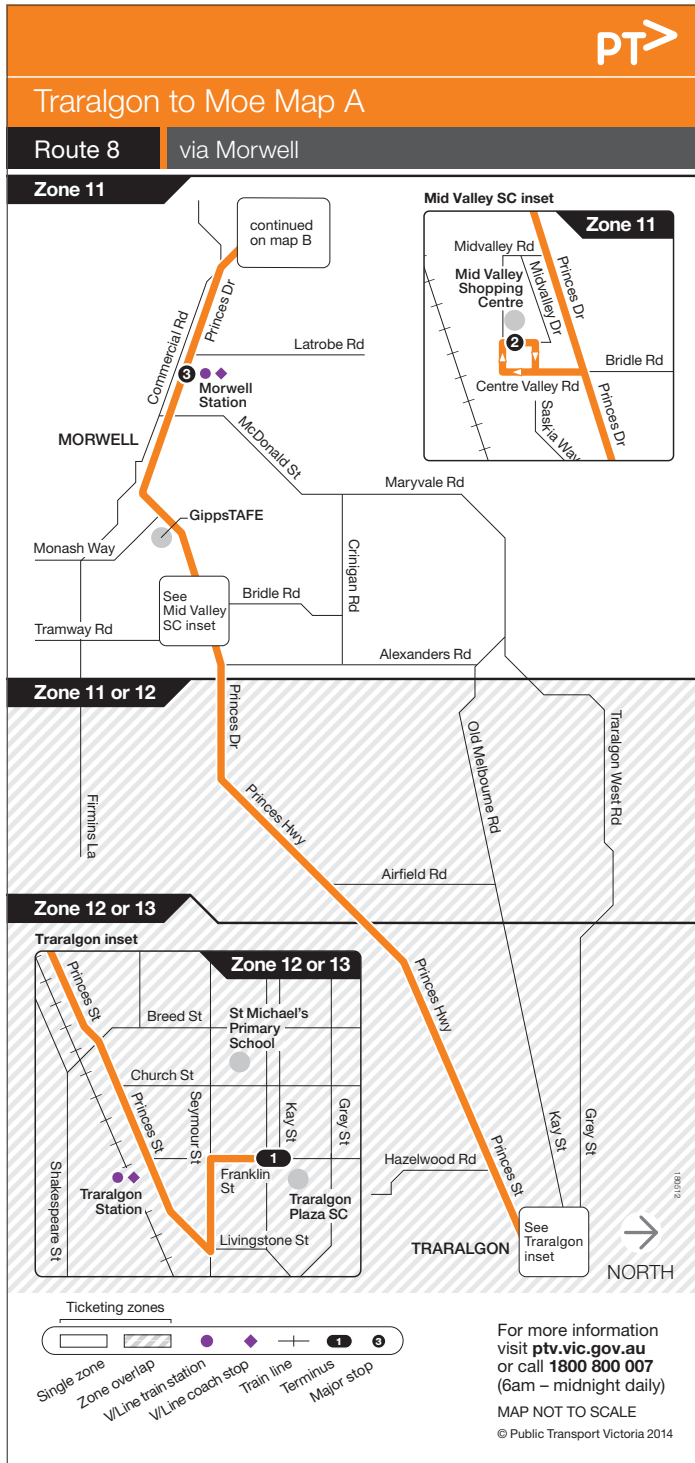 PT>
Traralgon to Moe Map A
Route 8
via Morwell
Zone 11
continued
on map B
Princes Dr
Commercial Rd
Latrobe Rd
3
Morwell
Station
MORWELL
McDonald St
Maryvale Rd
GippsTAFE
Monash Way
Crinigan Rd
See
Mid Valley
SC inset
Bridle Rd
Tramway Rd
Alexanders Rd
Mid Valley SC inset
Zone 11
Midvalley Rd
Mid Valley
Shopping
Centre
Midvalley Dr
Princes Dr
2
Bridle Rd
Centre Valley Rd
Saskia Way
Princes Dr
Zone 11 or 12
Princes Dr
Old Melbourne Rd
Traralgon West Rd
Firmins La
Princes Hwy
Airfield Rd
Zone 12 or 13
Traralgon inset
Zone 12 or 13
Princes St
Breed St
St Michael's
Primary
School
Church St
Princes St
Seymour St
Kay St
Grey St
1
Franklin
St
Shakespeare St
Traralgon
Station
Traralgon
Plaza SC
Livingstone St
Princes Hwy
Kay St
Grey St
Hazelwood Rd
Princes St
180512
TRARALGON
See
Traralgon
inset
NORTH
Ticketing zones
1
3
Single zone
Zone overlap
V/Line train station
V/Line coach stop
Train line
Terminus
Major stop
For more information
visit ptv.vic.gov.au
or call 1800 800 007
(6am – midnight daily)
MAP NOT TO SCALE
© Public Transport Victoria 2014